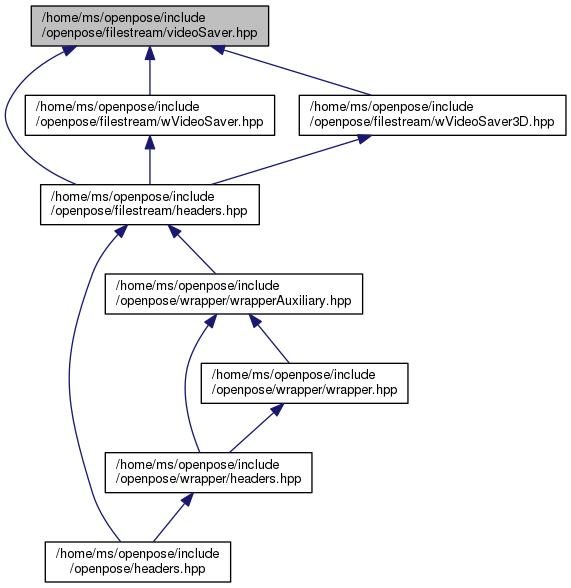 /home/ms/openpose/include
/openpose/filestream/videoSaver.hpp
/home/ms/openpose/include
/openpose/filestream/wVideoSaver.hpp
/home/ms/openpose/include
/openpose/filestream/wVideoSaver3D.hpp
/home/ms/openpose/include
/openpose/filestream/headers.hpp
/home/ms/openpose/include
/openpose/wrapper/wrapperAuxiliary.hpp
/home/ms/openpose/include
/openpose/wrapper/wrapper.hpp
/home/ms/openpose/include
/openpose/wrapper/headers.hpp
/home/ms/openpose/include
/openpose/headers.hpp